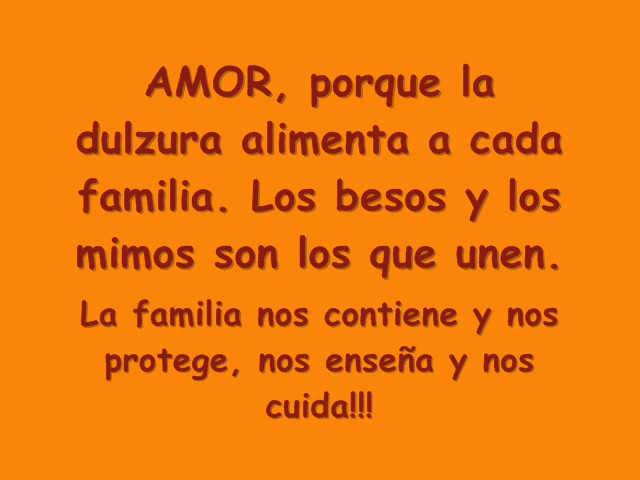 AMOR, porque la
dulzura alimenta a cada
familia. Los besos y los
mimos son los que unen.
La familia nos contiene y nos
protege, nos enseña y nos
cuida!!!